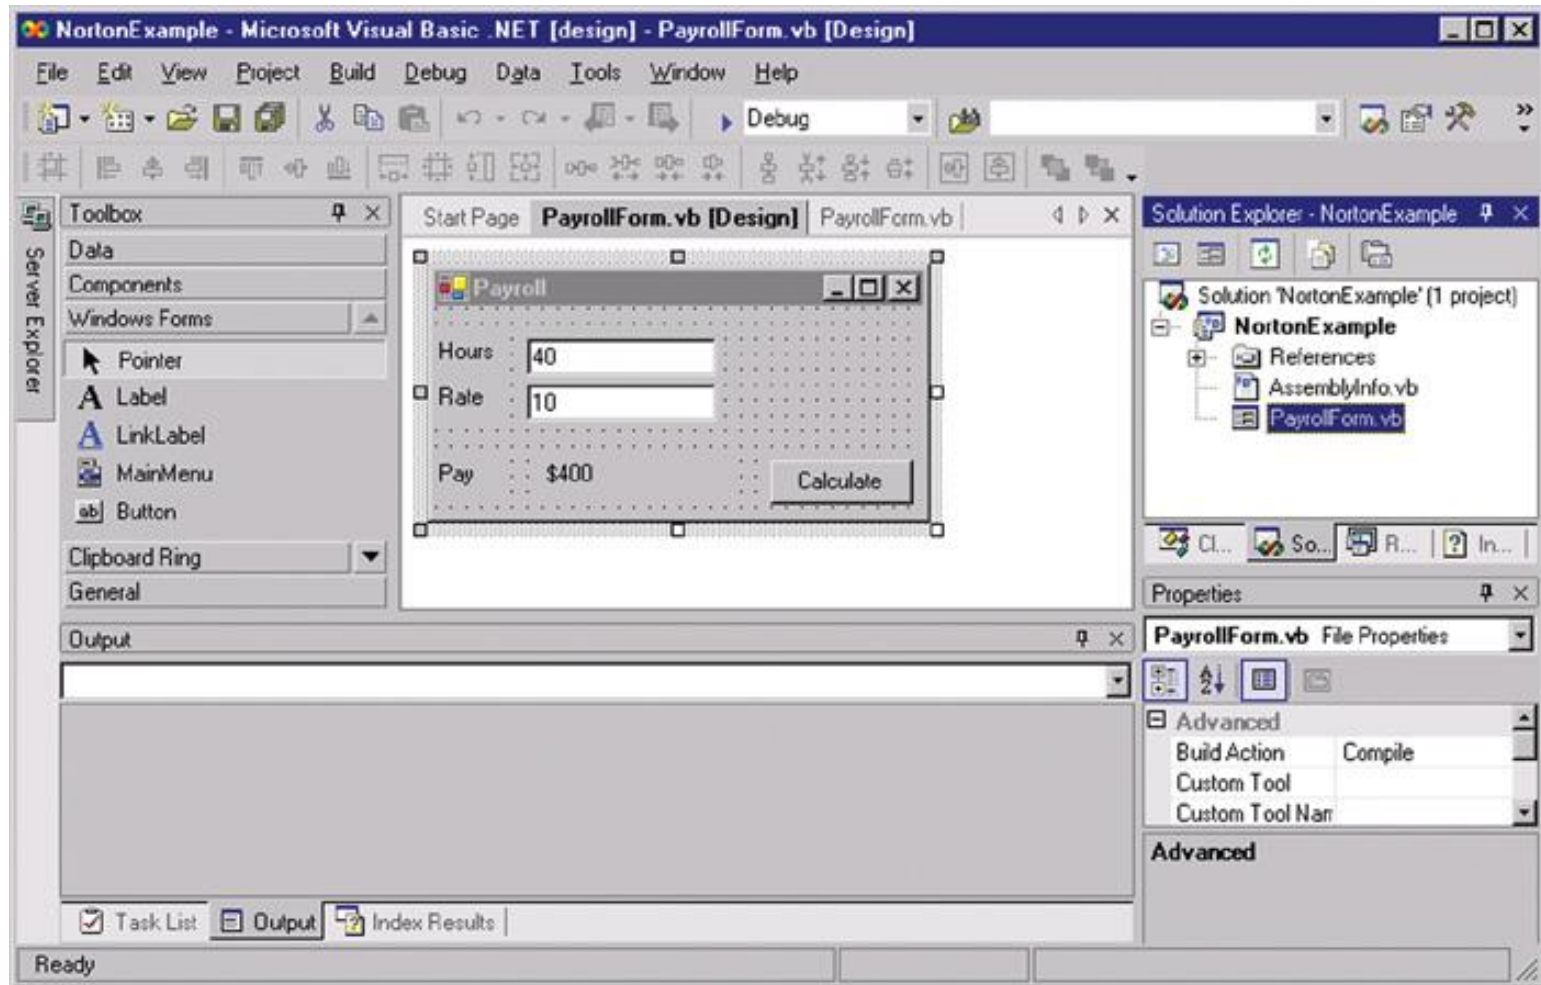 NortonExample - Microsoft Visual Basic .NET [design] - PayrollForm.vb [Design]
File Edit View Project Build Debug Data Tools Window Help
Debug
Server Explorer
Toolbox
Data
Components
Windows Forms
Pointer
A Label
A LinkLabel
MainMenu
ab Button
Clipboard Ring
General
Start Page PayrollForm.vb [Design] PayrollForm.vb
Payroll
Hours 40
Rate 10
Pay $400
Calculate
Solution Explorer - NortonExample
Solution 'NortonExample' (1 project)
NortonExample
References
AssemblyInfo.vb
PayrollForm.vb
Cl... So... R... In...
Properties
PayrollForm.vb File Properties
Advanced
Build Action Compile
Custom Tool
Custom Tool Nam
Advanced
Output
Task List Output Index Results
Ready